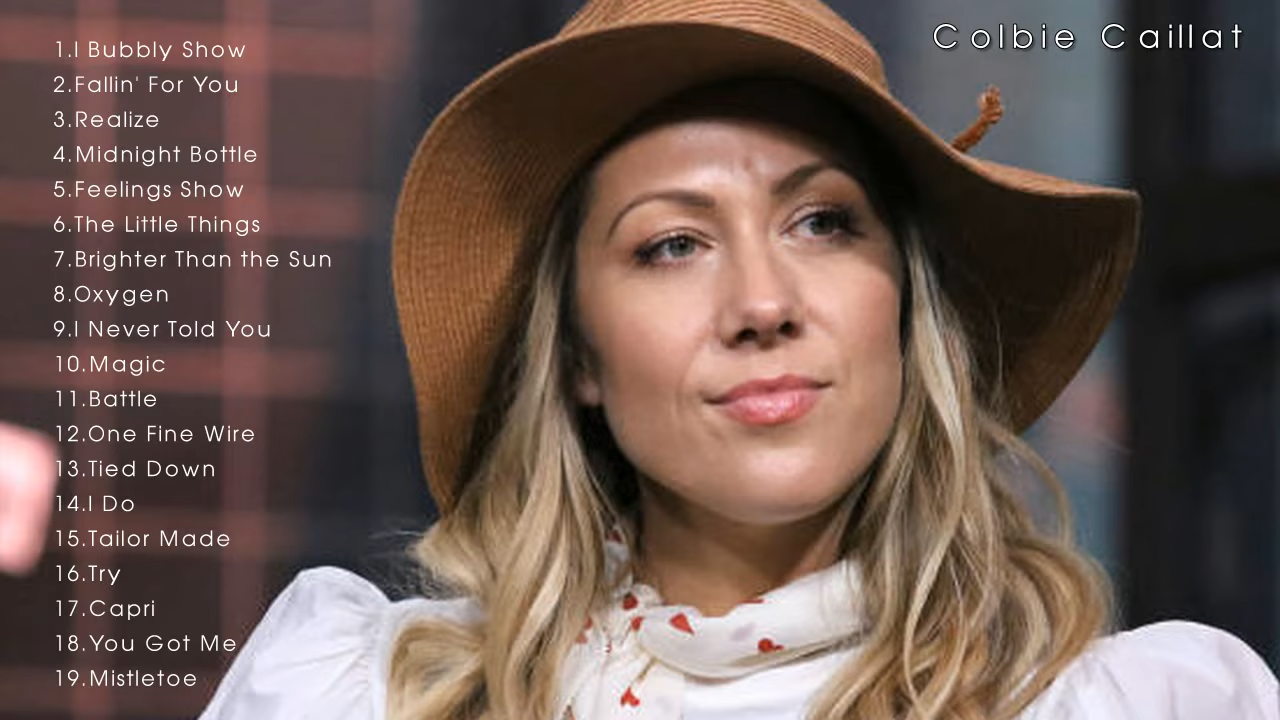 Colbie Caillat
1.I Bubbly Show
2.Fallin' For You
3.Realize
4.Midnight Bottle
5.Feelings Show
6.The Little Things
7.Brighter Than the Sun
8.Oxygen
9.I Never Told You
10.Magic
11.Battle
12.One Fine Wire
13.Tied Down
14.I Do
15.Tailor Made
16.Try
17.Capri
18.You Got Me
19.Mistletoe